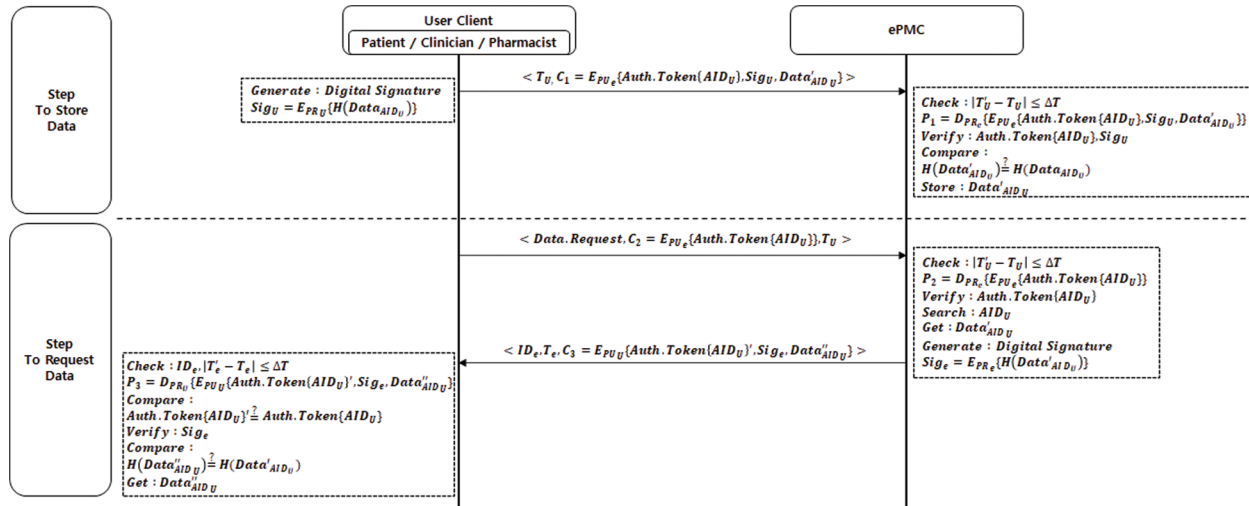 User Client
Patient / Clinician / Pharmacist
ePMC
Step
To Store
Data
Generate : Digital Signature
Sig_U = E_{PR_U}{H(Data_{AID_U})}
< T_U, C_1 = E_{PU_e}{Auth.Token{AID_U}, Sig_U, Data'_{AID_U}} >
Check : |T'_U − T_U| ≤ ΔT
P_1 = D_{PR_e}{E_{PU_e}{Auth.Token{AID_U}, Sig_U, Data'_{AID_U}}}
Verify : Auth.Token{AID_U}, Sig_U
Compare :
H(Data'_{AID_U}) ≟ H(Data_{AID_U})
Store : Data'_{AID_U}
Step
To Request
Data
< Data.Request, C_2 = E_{PU_e}{Auth.Token{AID_U}}, T_U >
Check : |T'_U − T_U| ≤ ΔT
P_2 = D_{PR_e}{E_{PU_e}{Auth.Token{AID_U}}
Verify : Auth.Token{AID_U}
Search : AID_U
Get : Data'_{AID_U}
Generate : Digital Signature
Sig_e = E_{PR_e}{H(Data'_{AID_U})}
< ID_e, T_e, C_3 = E_{PU_U}{Auth.Token{AID_U}', Sig_e, Data''_{AID_U}} >
Check : ID_e, |T'_e − T_e| ≤ ΔT
P_3 = D_{PR_U}{E_{PU_U}{Auth.Token{AID_U}', Sig_e, Data''_{AID_U}}
Compare :
Auth.Token{AID_U}' ≟ Auth.Token{AID_U}
Verify : Sig_e
Compare :
H(Data''_{AID_U}) ≟ H(Data'_{AID_U})
Get : Data''_{AID_U}